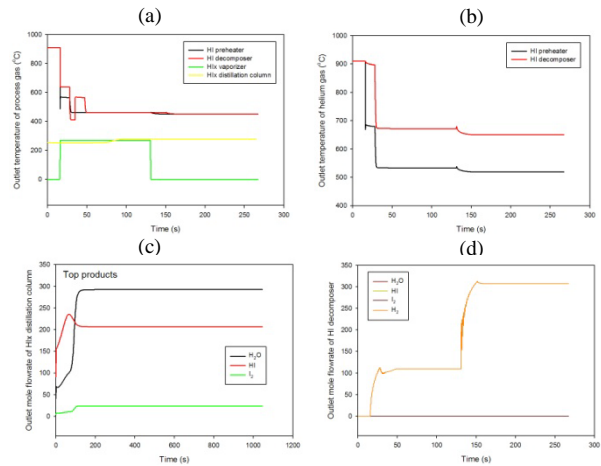 (a)
(b)
Outlet temperature of process gas (°C)
1000
800
600
400
200
0
HI preheater
HI decomposer
HIx vaporizer
HIx distillation column
0 50 100 150 200 250 300
Time (s)
Outlet temperature of helium gas (°C)
1000
900
800
700
600
500
400
HI preheater
HI decomposer
0 50 100 150 200 250 300
Time (s)
(c)
(d)
Outlet mole flowrate of HIx distillation column
350
300
250
200
150
100
50
0
Top products
H₂O
HI
I₂
0 200 400 600 800 1000 1200
Time (s)
Outlet mole flowrate of HI decomposer
350
300
250
200
150
100
50
0
H₂O
HI
I₂
H₂
0 50 100 150 200 250 300
Time (s)